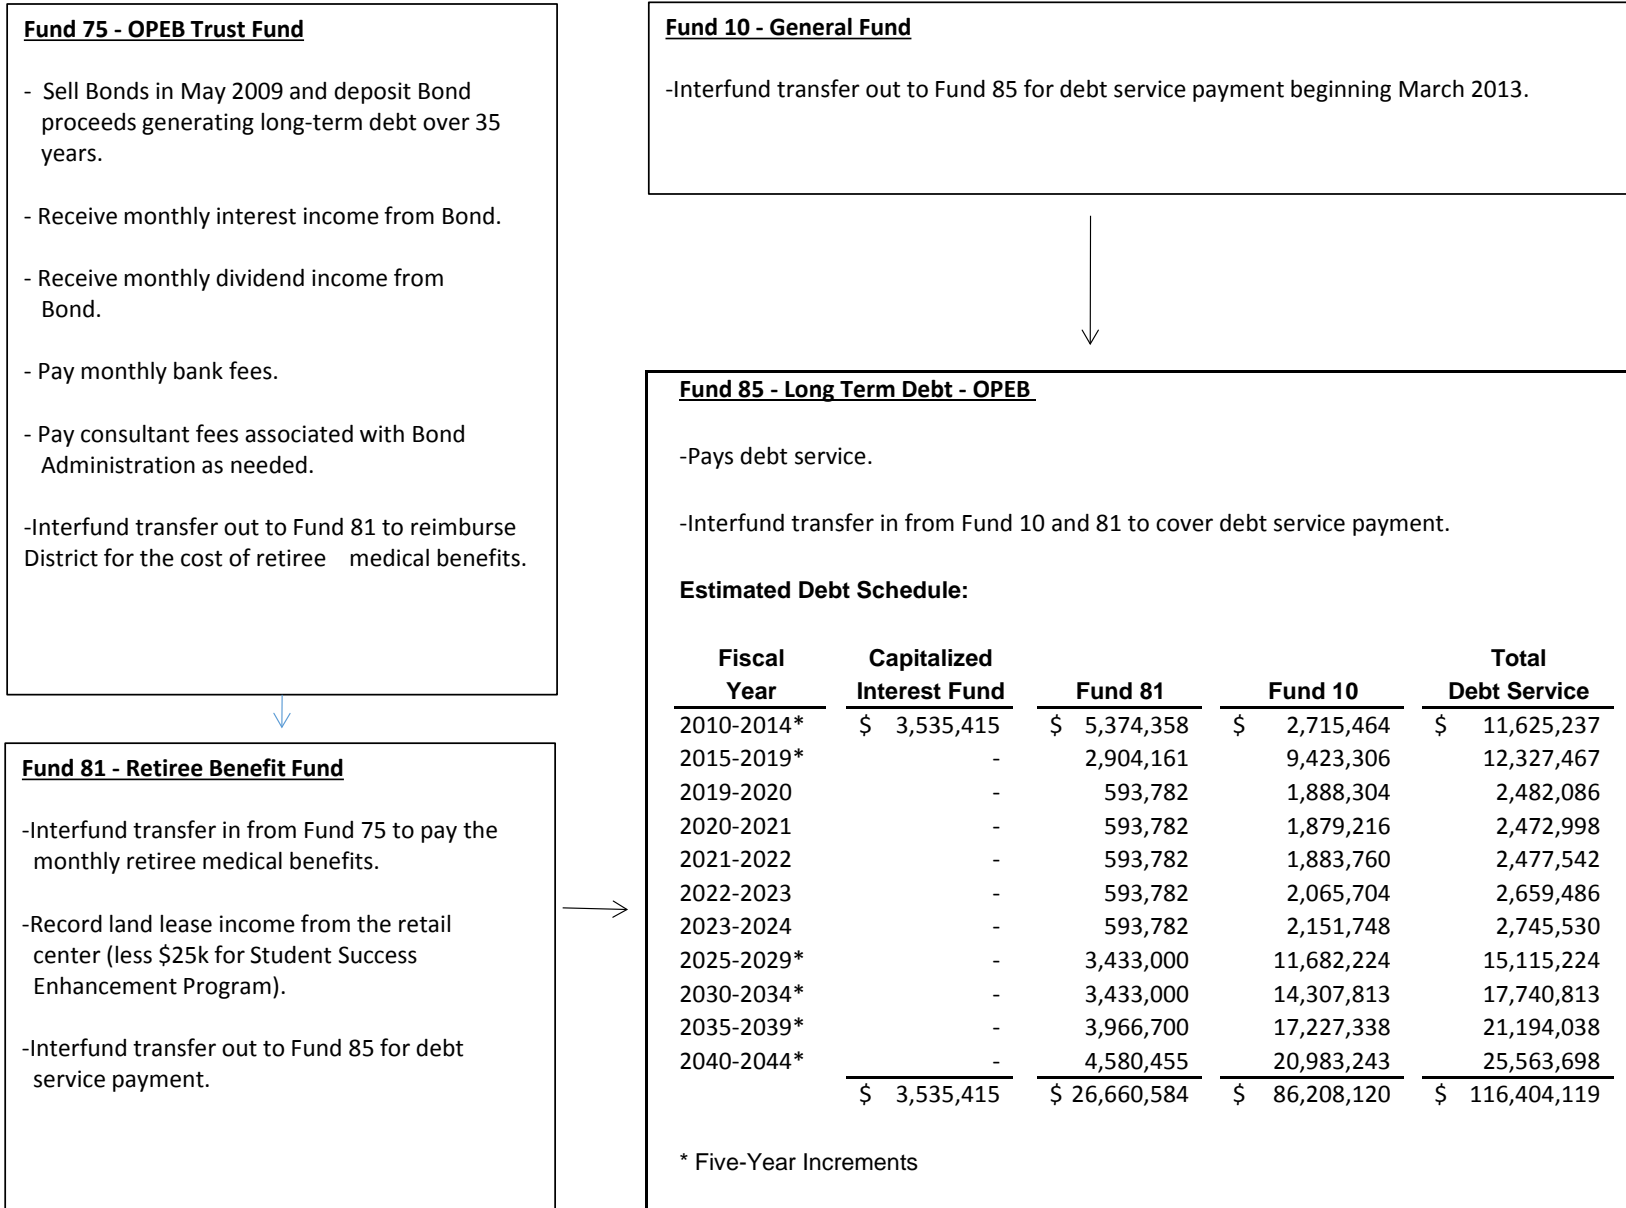 Fund 75 - OPEB Trust Fund
- Sell Bonds in May 2009 and deposit Bond
proceeds generating long-term debt over 35
years.
- Receive monthly interest income from Bond.
- Receive monthly dividend income from
Bond.
- Pay monthly bank fees.
- Pay consultant fees associated with Bond
Administration as needed.
-Interfund transfer out to Fund 81 to reimburse
District for the cost of retiree medical benefits.
Fund 10 - General Fund
-Interfund transfer out to Fund 85 for debt service payment beginning March 2013.
Fund 81 - Retiree Benefit Fund
-Interfund transfer in from Fund 75 to pay the
monthly retiree medical benefits.
-Record land lease income from the retail
center (less $25k for Student Success
Enhancement Program).
-Interfund transfer out to Fund 85 for debt
service payment.
Fund 85 - Long Term Debt - OPEB
-Pays debt service.
-Interfund transfer in from Fund 10 and 81 to cover debt service payment.
Estimated Debt Schedule:
Fiscal Capitalized Total
Year Interest Fund Fund 81 Fund 10 Debt Service
2010-2014* $ 3,535,415 $ 5,374,358 $ 2,715,464 $ 11,625,237
2015-2019* - 2,904,161 9,423,306 12,327,467
2019-2020 - 593,782 1,888,304 2,482,086
2020-2021 - 593,782 1,879,216 2,472,998
2021-2022 - 593,782 1,883,760 2,477,542
2022-2023 - 593,782 2,065,704 2,659,486
2023-2024 - 593,782 2,151,748 2,745,530
2025-2029* - 3,433,000 11,682,224 15,115,224
2030-2034* - 3,433,000 14,307,813 17,740,813
2035-2039* - 3,966,700 17,227,338 21,194,038
2040-2044* - 4,580,455 20,983,243 25,563,698
$ 3,535,415 $ 26,660,584 $ 86,208,120 $ 116,404,119
* Five-Year Increments